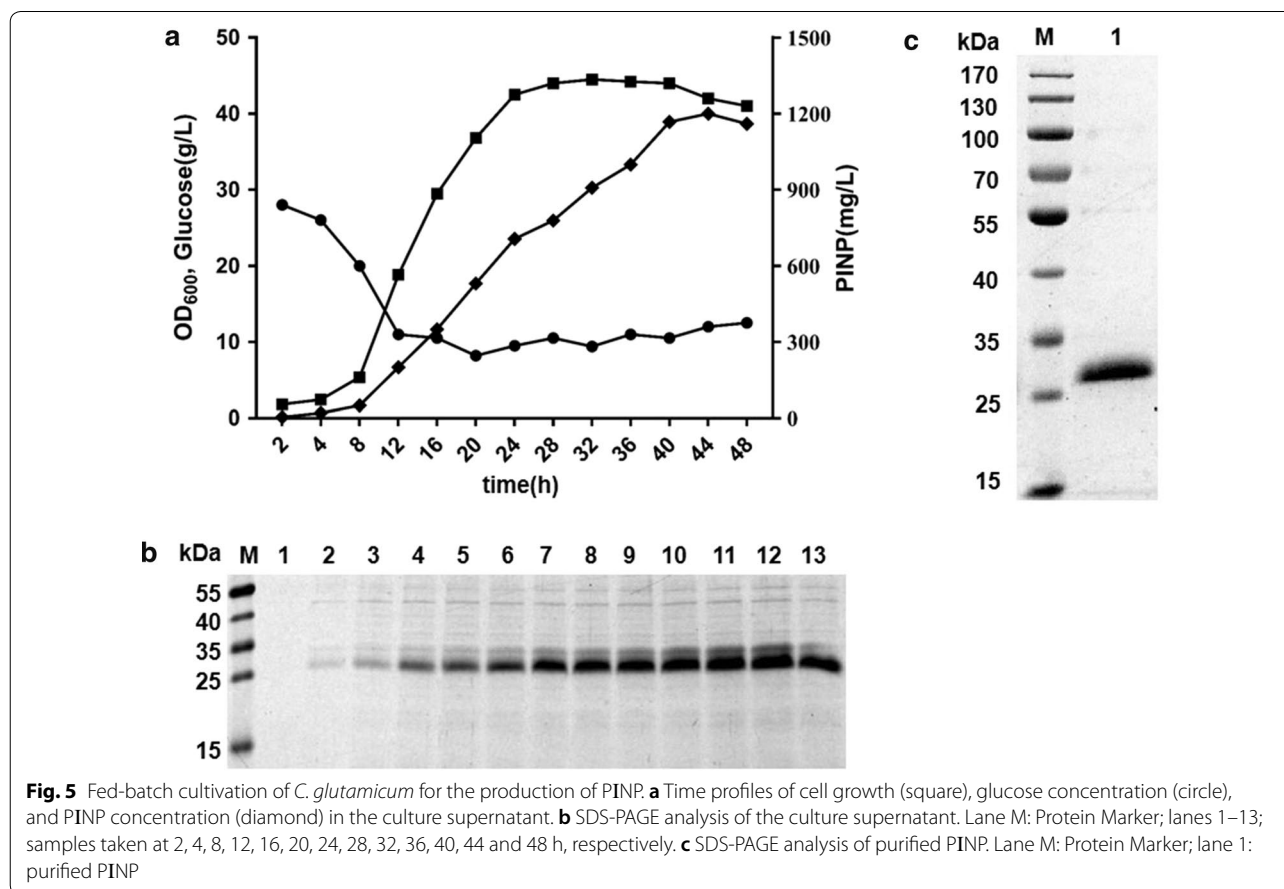 a
50
40
30
20
10
0
OD600, Glucose(g/L)
1500
1200
900
600
300
0
PINP(mg/L)
2 4 8 12 16 20 24 28 32 36 40 44 48
time(h)
c kDa M 1
170
130
100
70
55
40
35
25
15
b kDa M 1 2 3 4 5 6 7 8 9 10 11 12 13
55
40
35
25
15
Fig. 5 Fed-batch cultivation of C. glutamicum for the production of PINP. a Time profiles of cell growth (square), glucose concentration (circle),
and PINP concentration (diamond) in the culture supernatant. b SDS-PAGE analysis of the culture supernatant. Lane M: Protein Marker; lanes 1–13;
samples taken at 2, 4, 8, 12, 16, 20, 24, 28, 32, 36, 40, 44 and 48 h, respectively. c SDS-PAGE analysis of purified PINP. Lane M: Protein Marker; lane 1:
purified PINP